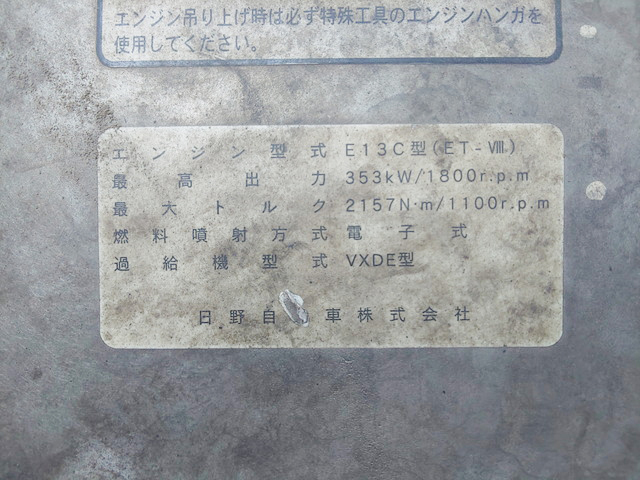 エンジン吊り上げ時は必ず特殊工具のエンジンハンガを
使用してください。
エンジン型式 E13C型(ET-Ⅷ)
最高出力 353kW/1800r.p.m
最大トルク 2157N·m/1100r.p.m
燃料噴射方式 電子式
過給機型式 VXDE型
日野自 車株式会社